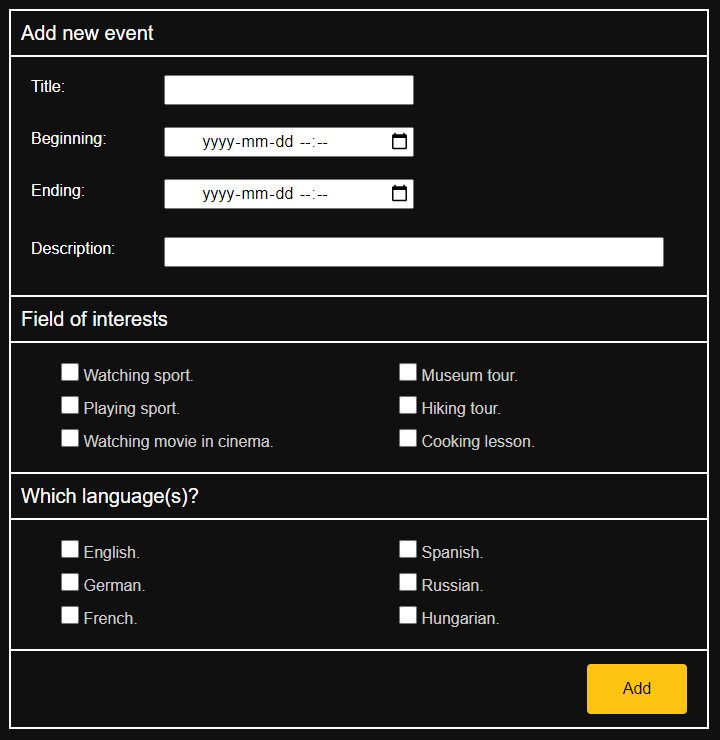 Add new event
Title:
Beginning: yyyy-mm-dd --:--
Ending: yyyy-mm-dd --:--
Description:
Field of interests
Watching sport. Museum tour.
Playing sport. Hiking tour.
Watching movie in cinema. Cooking lesson.
Which language(s)?
English. Spanish.
German. Russian.
French. Hungarian.
Add